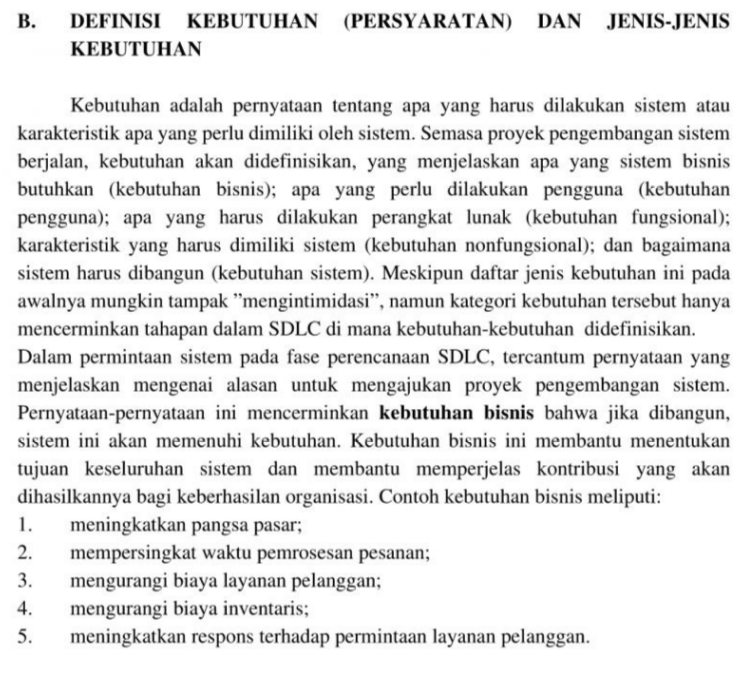 B. DEFINISI KEBUTUHAN (PERSYARATAN) DAN JENIS-JENIS
KEBUTUHAN
Kebutuhan adalah pernyataan tentang apa yang harus dilakukan sistem atau
karakteristik apa yang perlu dimiliki oleh sistem. Semasa proyek pengembangan sistem
berjalan, kebutuhan akan didefinisikan, yang menjelaskan apa yang sistem bisnis
butuhkan (kebutuhan bisnis); apa yang perlu dilakukan pengguna (kebutuhan
pengguna); apa yang harus dilakukan perangkat lunak (kebutuhan fungsional);
karakteristik yang harus dimiliki sistem (kebutuhan nonfungsional); dan bagaimana
sistem harus dibangun (kebutuhan sistem). Meskipun daftar jenis kebutuhan ini pada
awalnya mungkin tampak ”mengintimidasi”, namun kategori kebutuhan tersebut hanya
mencerminkan tahapan dalam SDLC di mana kebutuhan-kebutuhan didefinisikan.
Dalam permintaan sistem pada fase perencanaan SDLC, tercantum pernyataan yang
menjelaskan mengenai alasan untuk mengajukan proyek pengembangan sistem.
Pernyataan-pernyataan ini mencerminkan kebutuhan bisnis bahwa jika dibangun,
sistem ini akan memenuhi kebutuhan. Kebutuhan bisnis ini membantu menentukan
tujuan keseluruhan sistem dan membantu memperjelas kontribusi yang akan
dihasilkannya bagi keberhasilan organisasi. Contoh kebutuhan bisnis meliputi:
1. meningkatkan pangsa pasar;
2. mempersingkat waktu pemrosesan pesanan;
3. mengurangi biaya layanan pelanggan;
4. mengurangi biaya inventaris;
5. meningkatkan respons terhadap permintaan layanan pelanggan.